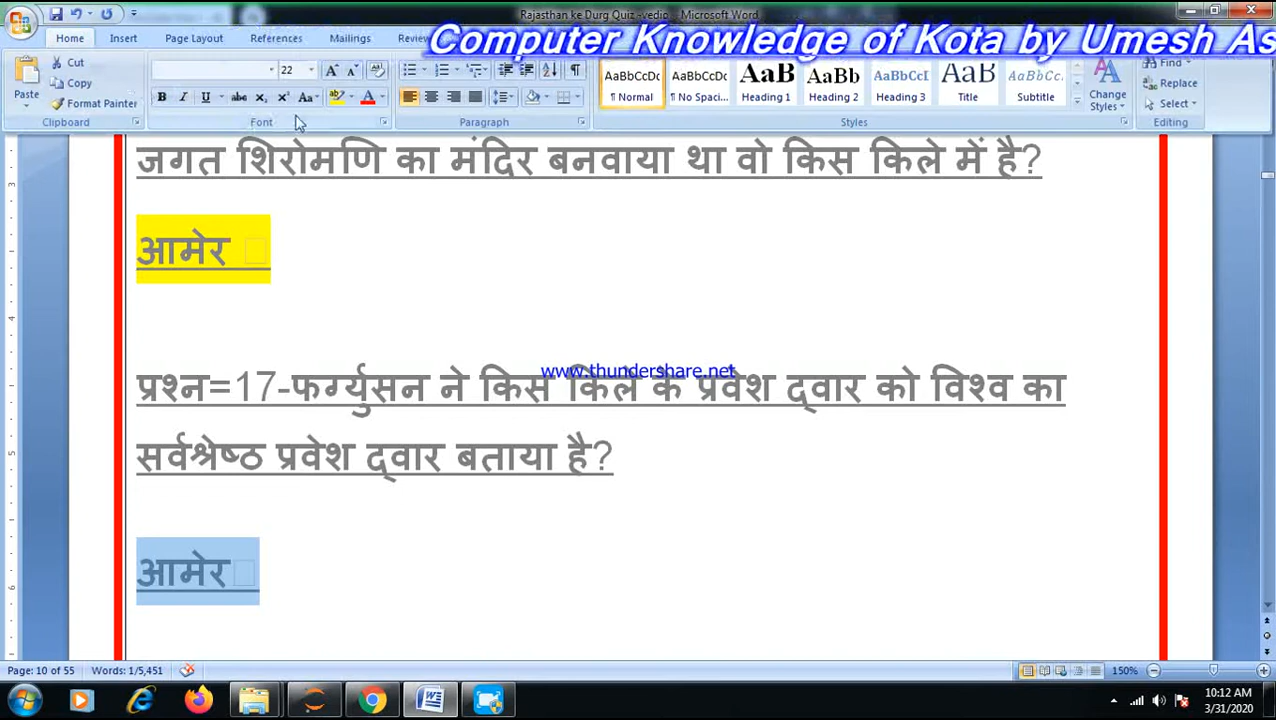 Rajasthan ke Durg Quiz -vedio - Microsoft Word
Computer Knowledge of Kota by Umesh As
Home Insert Page Layout References Mailings
Cut
Copy
Format Painter
Paste
Clipboard
22
Font
Paragraph
AaBbCcDc AaBbCcDc AaB AaBb AaBbCcI AaB AaBbCc.
¶ Normal ¶ No Spaci... Heading 1 Heading 2 Heading 3 Title Subtitle
Styles
Change Styles
Find
Replace
Select
Editing
जगत शिरोमणि का मंदिर बनवाया था वो किस किले में है?
आमेर
www.thundershare.net
प्रश्न=17-फर्ग्युसन ने किस किले के प्रवेश द्वार को विश्व का
सर्वश्रेष्ठ प्रवेश द्वार बताया है?
आमेर
Page: 10 of 55 Words: 1/5,451 150%
10:12 AM
3/31/2020